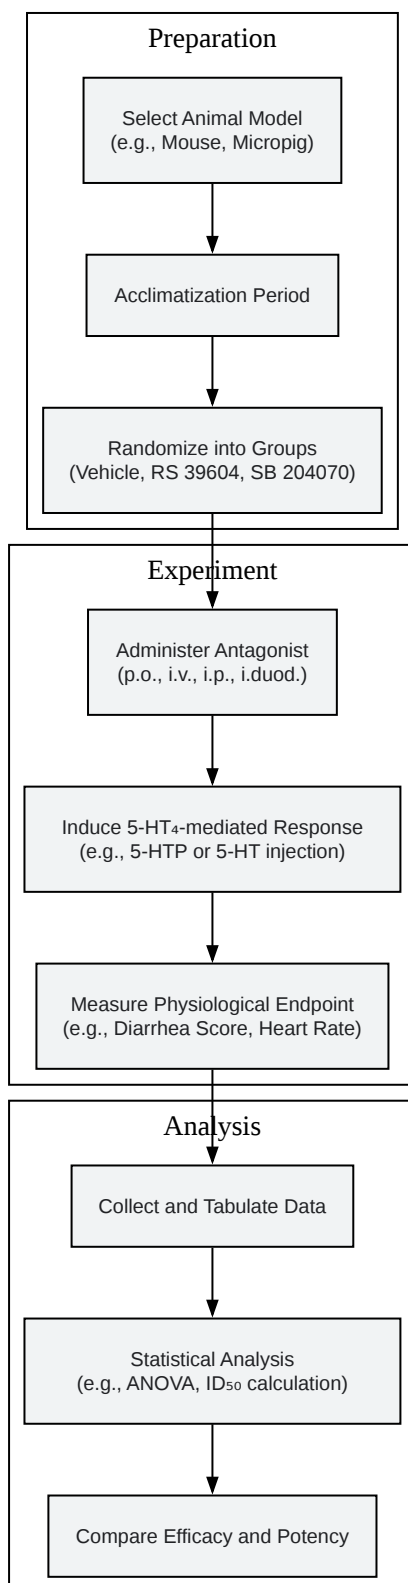 Preparation
Select Animal Model
(e.g., Mouse, Micropig)
Acclimatization Period
Randomize into Groups
(Vehicle, RS 39604, SB 204070)
Experiment
Administer Antagonist
(p.o., i.v., i.p., i.duod.)
Induce 5-HT₄-mediated Response
(e.g., 5-HTP or 5-HT injection)
Measure Physiological Endpoint
(e.g., Diarrhea Score, Heart Rate)
Analysis
Collect and Tabulate Data
Statistical Analysis
(e.g., ANOVA, ID₅₀ calculation)
Compare Efficacy and Potency